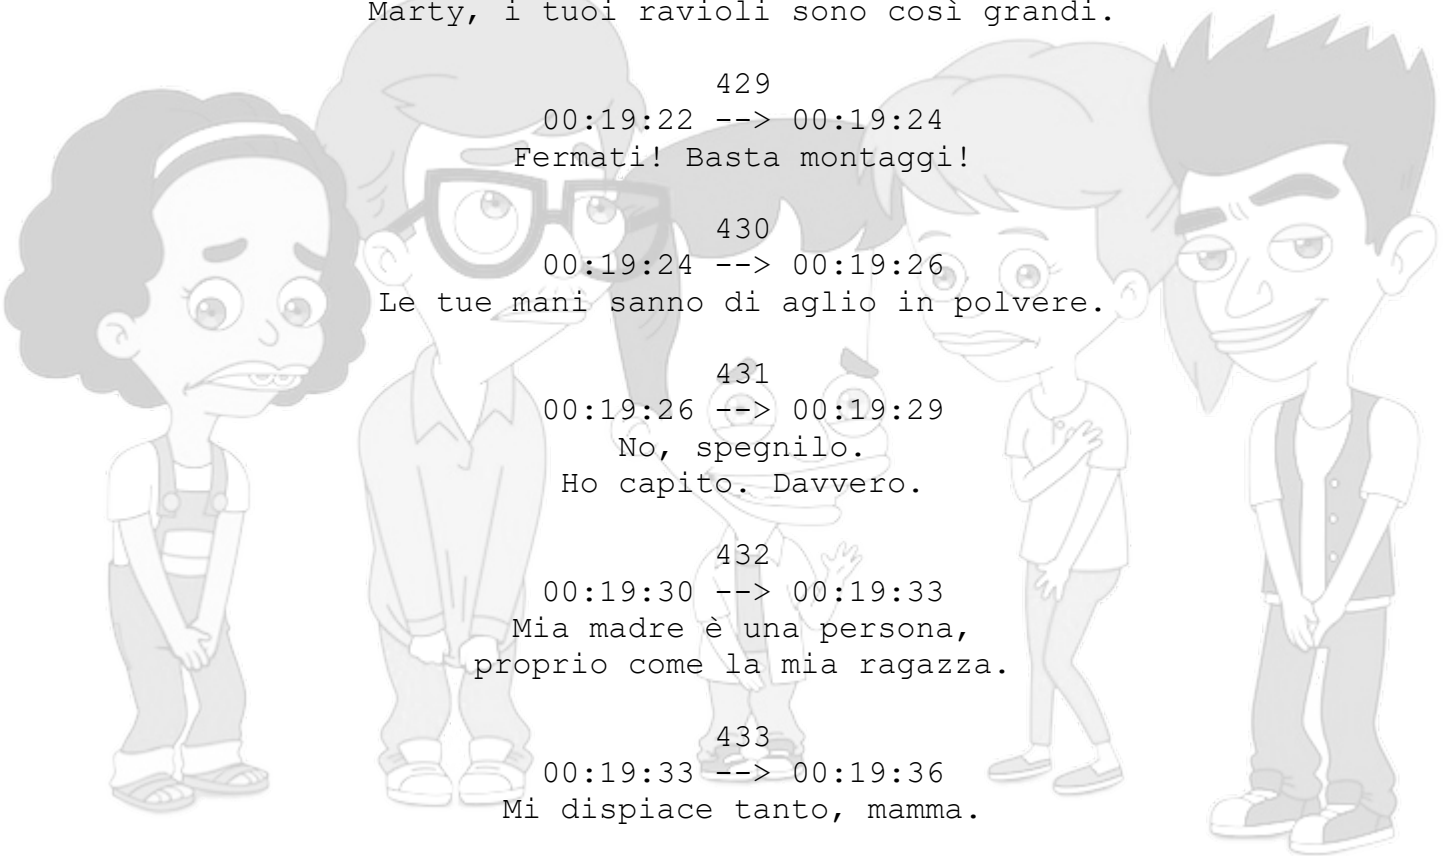 Marty, i tuoi ravioli sono così grandi.
429
00:19:22 --> 00:19:24
Fermati! Basta montaggi!
430
00:19:24 --> 00:19:26
Le tue mani sanno di aglio in polvere.
431
00:19:26 --> 00:19:29
No, spegnilo.
Ho capito. Davvero.
432
00:19:30 --> 00:19:33
Mia madre è una persona,
proprio come la mia ragazza.
433
00:19:33 --> 00:19:36
Mi dispiace tanto, mamma.